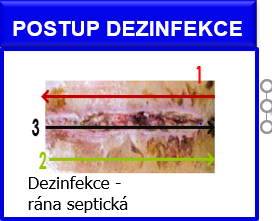 POSTUP DEZINFEKCE
1
3
2
Dezinfekce -
rána septická